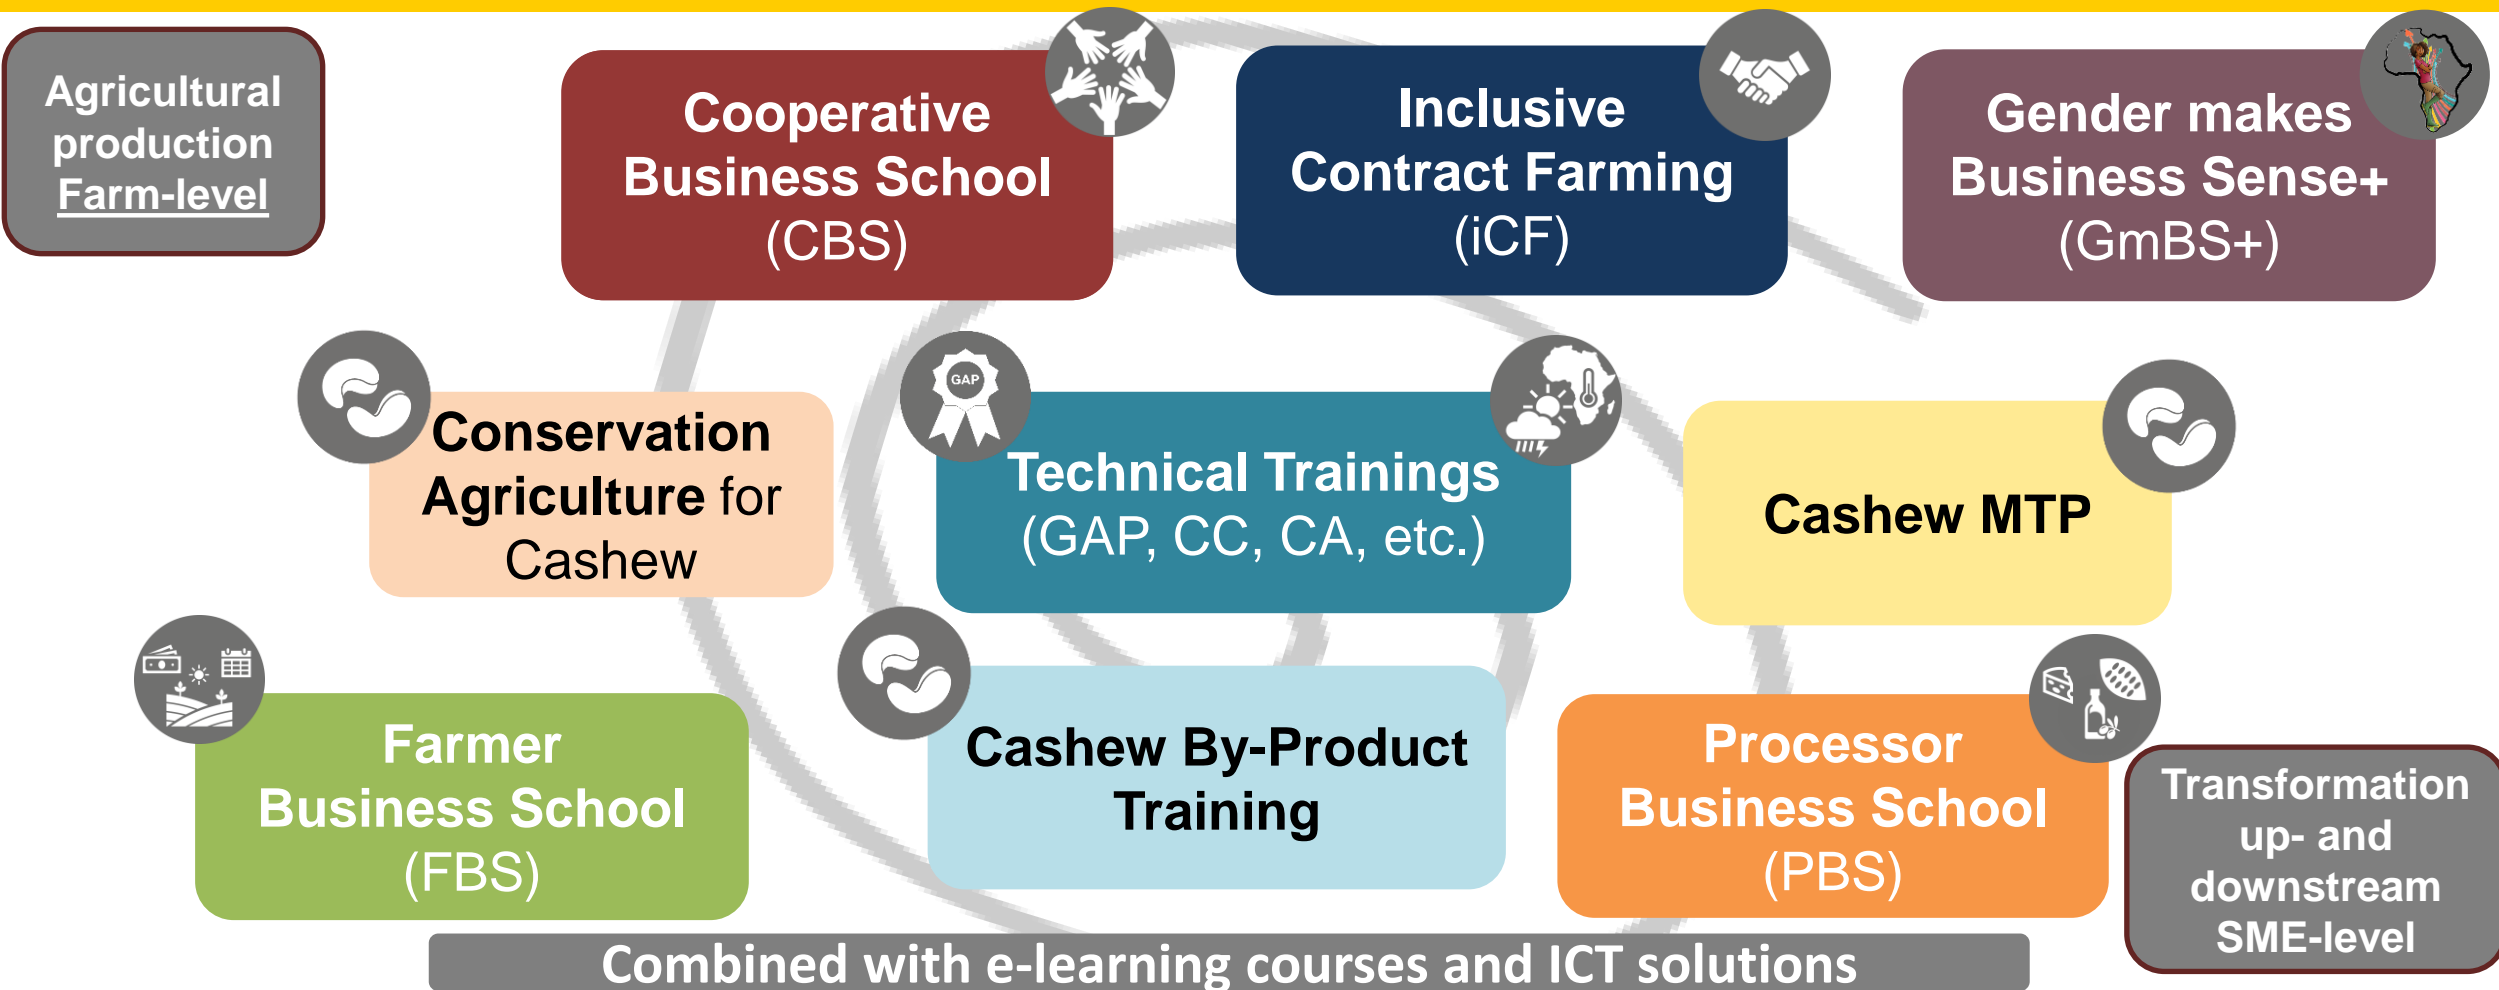 Agricultural
production
Farm-level
Cooperative
Business School
(CBS)
Inclusive
Contract Farming
(iCF)
Gender makes
Business Sense+
(GmBS+)
Conservation
Agriculture for
Cashew
GAP
Technical Trainings
(GAP, CC, CA, etc.)
Cashew MTP
Farmer
Business School
(FBS)
Cashew By-Product
Training
Processor
Business School
(PBS)
Transformation
up- and
downstream
SME-level
Combined with e-learning courses and ICT solutions